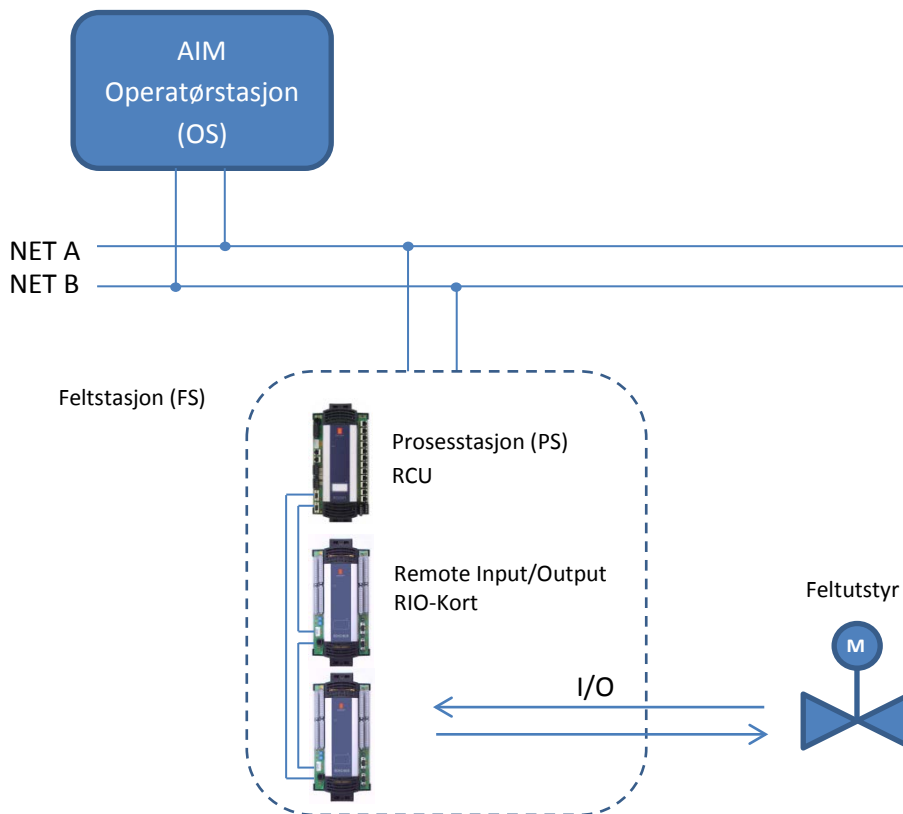 AIM
Operatørstasjon
(OS)
NET A
NET B
Feltstasjon (FS)
Prosesstasjon (PS)
RCU
Remote Input/Output
RIO-Kort
Feltutstyr
M
I/O